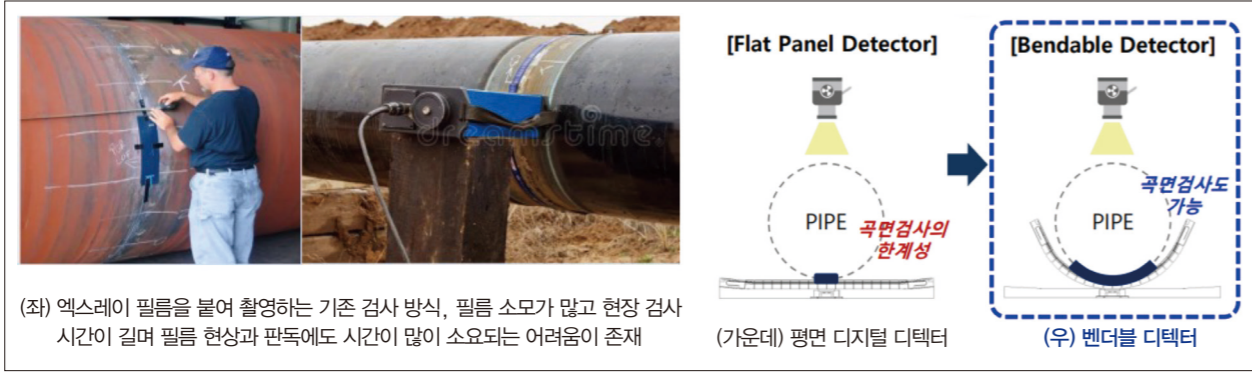 dreamstime
[Flat Panel Detector]
PIPE
곡면검사의
한계성
[Bendable Detector]
PIPE
곡면검사도
가능
(좌) 엑스레이 필름을 붙여 촬영하는 기존 검사 방식, 필름 소모가 많고 현장 검사
시간이 길며 필름 현상과 판독에도 시간이 많이 소요되는 어려움이 존재
(가운데) 평면 디지털 디텍터
(우) 벤더블 디텍터